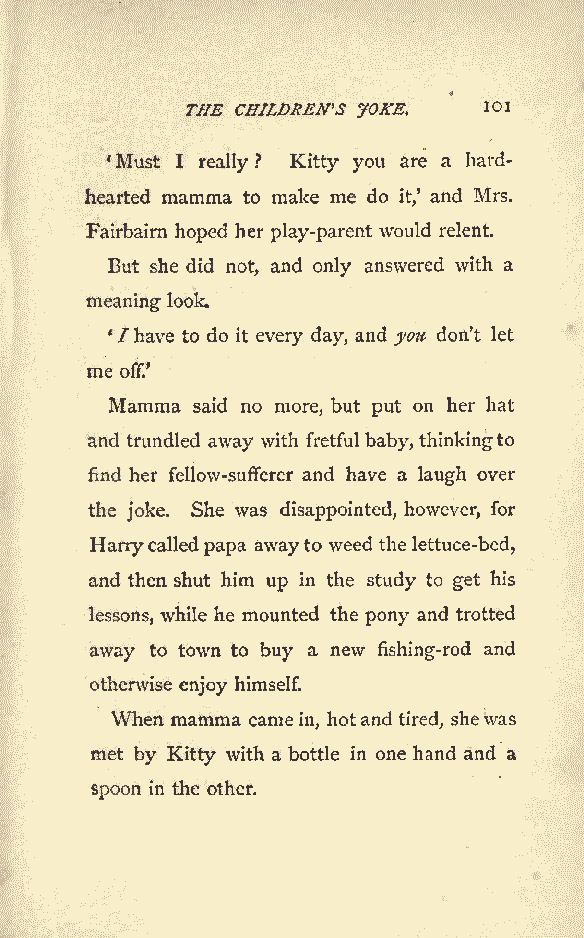 THE CHILDREN'S JOKE. 101
'Must I really? Kitty you are a hard-
hearted mamma to make me do it,' and Mrs.
Fairbairn hoped her play-parent would relent.
But she did not, and only answered with a
meaning look.
'I have to do it every day, and you don't let
me off.'
Mamma said no more, but put on her hat
and trundled away with fretful baby, thinking to
find her fellow-sufferer and have a laugh over
the joke. She was disappointed, however, for
Harry called papa away to weed the lettuce-bed,
and then shut him up in the study to get his
lessons, while he mounted the pony and trotted
away to town to buy a new fishing-rod and
otherwise enjoy himself.
When mamma came in, hot and tired, she was
met by Kitty with a bottle in one hand and a
spoon in the other.